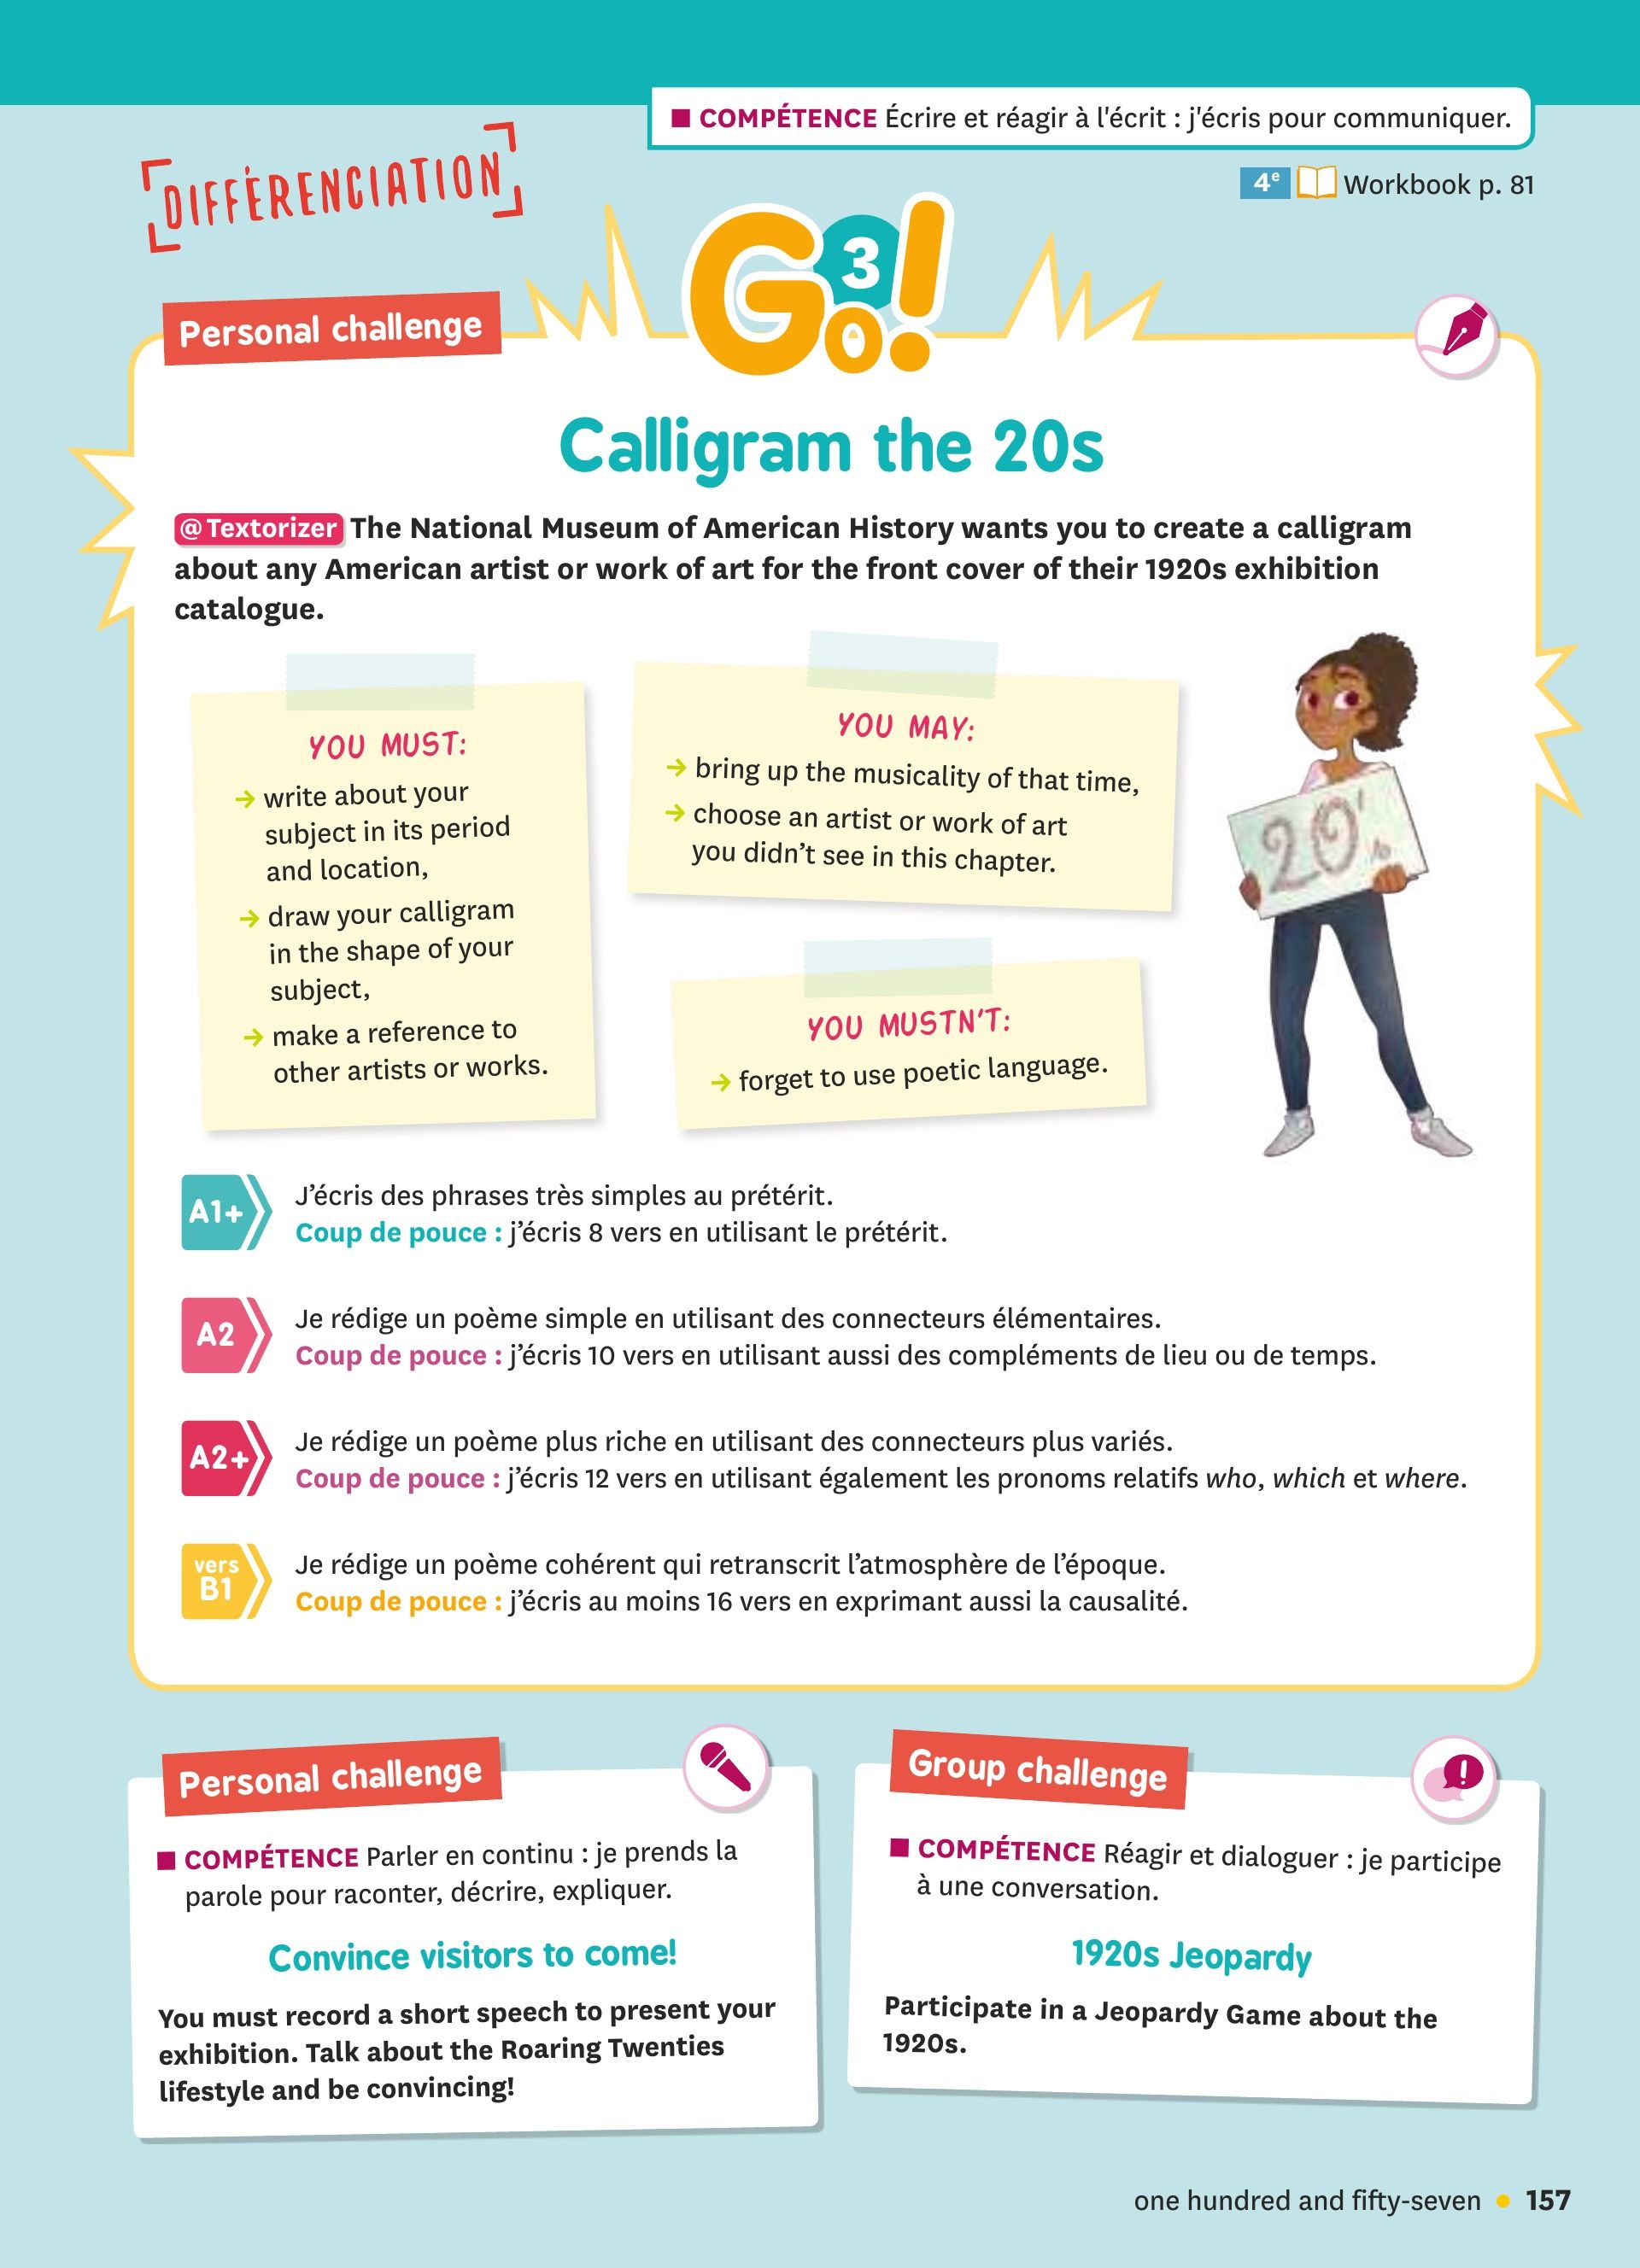 ■ COMPÉTENCE Écrire et réagir à l'écrit : j'écris pour communiquer.
DIFFÉRENCIATION
4e Workbook p. 81
Go! 3
Personal challenge
Calligram the 20s
@Textorizer The National Museum of American History wants you to create a calligram
about any American artist or work of art for the front cover of their 1920s exhibition
catalogue.
YOU MUST:
→ write about your
subject in its period
and location,
→ draw your calligram
in the shape of your
subject,
→ make a reference to
other artists or works.
YOU MAY:
→ bring up the musicality of that time,
→ choose an artist or work of art
you didn't see in this chapter.
YOU MUSTN'T:
→ forget to use poetic language.
20's
A1+
J'écris des phrases très simples au prétérit.
Coup de pouce : j'écris 8 vers en utilisant le prétérit.
A2
Je rédige un poème simple en utilisant des connecteurs élémentaires.
Coup de pouce : j'écris 10 vers en utilisant aussi des compléments de lieu ou de temps.
A2+
Je rédige un poème plus riche en utilisant des connecteurs plus variés.
Coup de pouce : j'écris 12 vers en utilisant également les pronoms relatifs who, which et where.
vers
B1
Je rédige un poème cohérent qui retranscrit l'atmosphère de l'époque.
Coup de pouce : j'écris au moins 16 vers en exprimant aussi la causalité.
Personal challenge
■ COMPÉTENCE Parler en continu : je prends la
parole pour raconter, décrire, expliquer.
Convince visitors to come!
You must record a short speech to present your
exhibition. Talk about the Roaring Twenties
lifestyle and be convincing!
Group challenge
■ COMPÉTENCE Réagir et dialoguer : je participe
à une conversation.
1920s Jeopardy
Participate in a Jeopardy Game about the
1920s.
one hundred and fifty-seven • 157